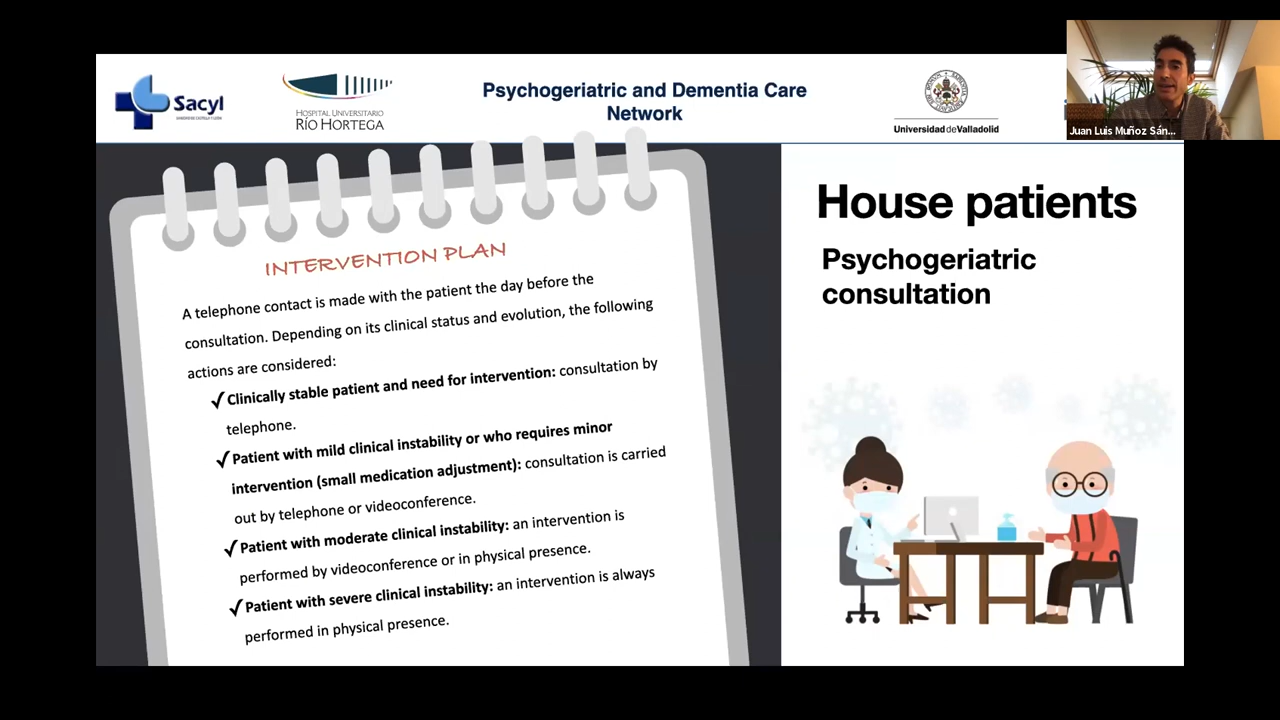 Sacyl
HOSPITAL UNIVERSITARIO
RÍO HORTEGA
Psychogeriatric and Dementia Care
Network
Universidad de Valladolid
Juan Luis Muñoz Sán...
INTERVENTION PLAN
A telephone contact is made with the patient the day before the
consultation. Depending on its clinical status and evolution, the following
actions are considered:
✓Clinically stable patient and need for intervention: consultation by
telephone.
✓Patient with mild clinical instability or who requires minor
intervention (small medication adjustment): consultation is carried
out by telephone or videoconference.
✓Patient with moderate clinical instability: an intervention is
performed by videoconference or in physical presence.
✓Patient with severe clinical instability: an intervention is always
performed in physical presence.
House patients
Psychogeriatric
consultation